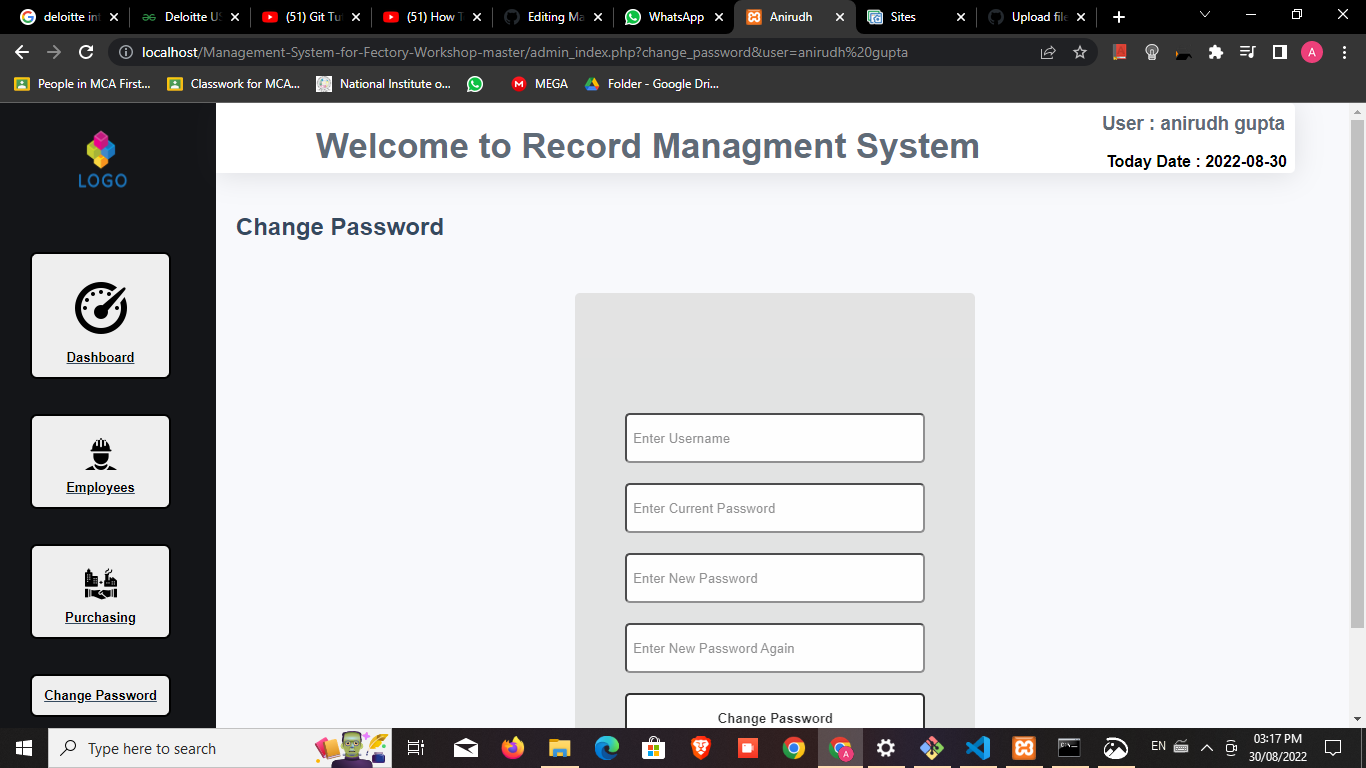 deloitte int
Deloitte US
(51) Git Tut
(51) How T
Editing Ma
WhatsApp
Anirudh
Sites
Upload file
localhost/Management-System-for-Fectory-Workshop-master/admin_index.php?change_password&user=anirudh%20gupta
A
People in MCA First...
Classwork for MCA...
National Institute o...
MEGA
Folder - Google Dri...
LOGO
Welcome to Record Managment System
User : anirudh gupta
Today Date : 2022-08-30
Change Password
Dashboard
Employees
Purchasing
Change Password
Enter Username
Enter Current Password
Enter New Password
Enter New Password Again
Change Password
Type here to search
A
EN
03:17 PM
30/08/2022